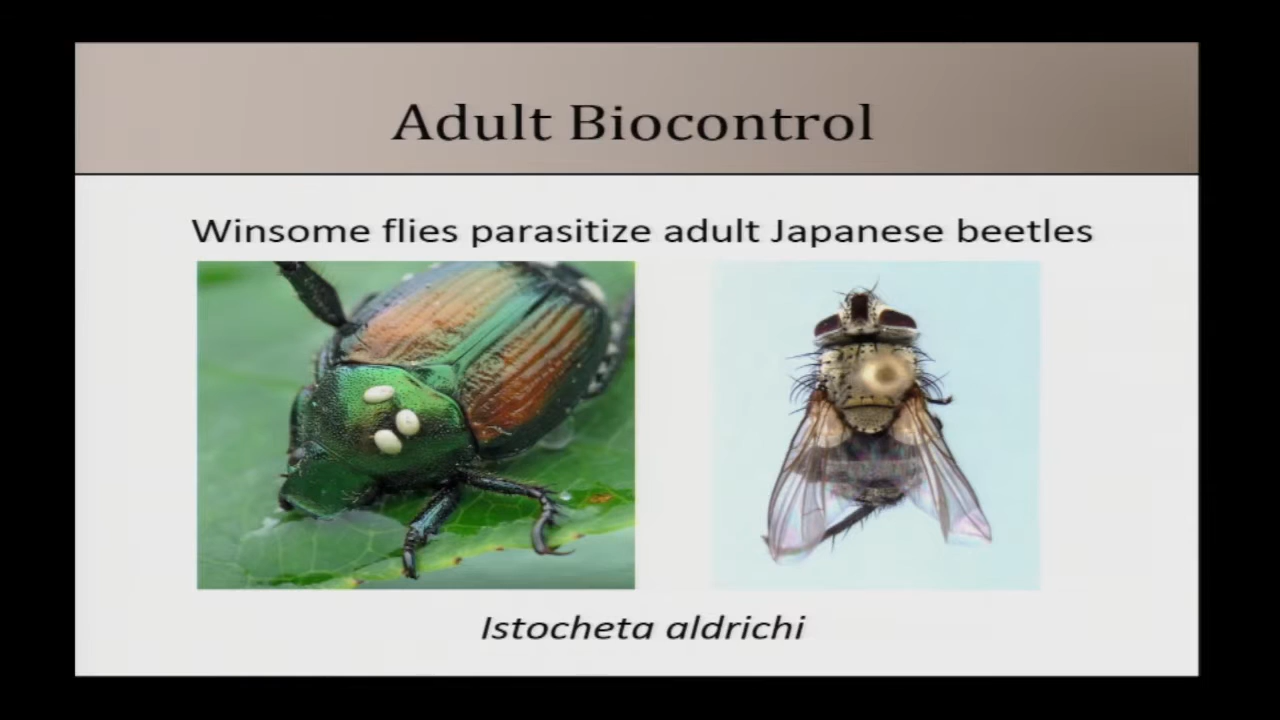 Adult Biocontrol
Winsome flies parasitize adult Japanese beetles
Istocheta aldrichi